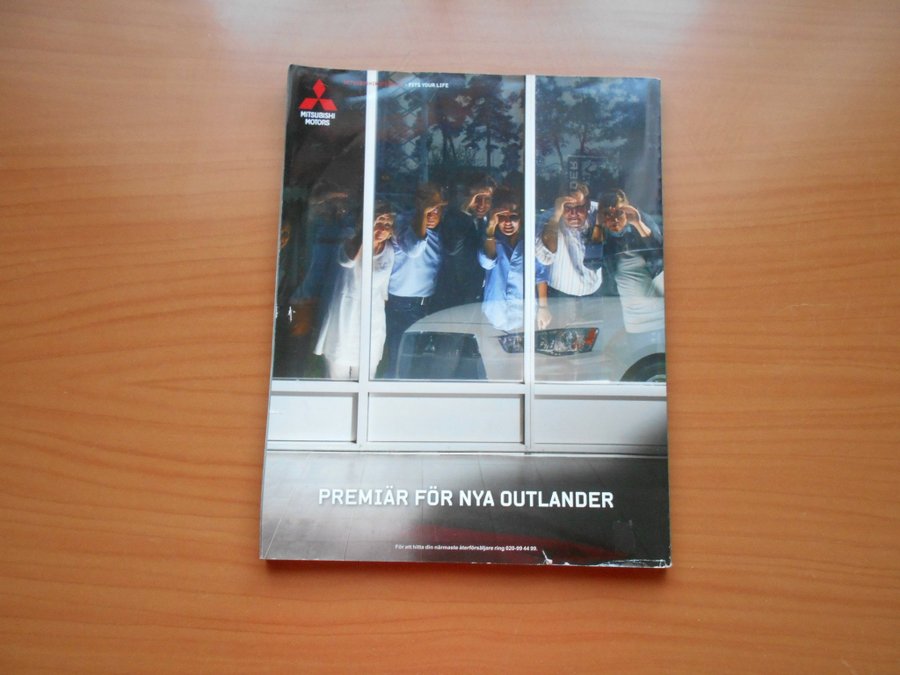 MITSUBISHI
MOTORS
FITS YOUR LIFE
PREMIÄR FÖR NYA OUTLANDER
För att hitta din närmaste återförsäljare ring 020-99 44 99.